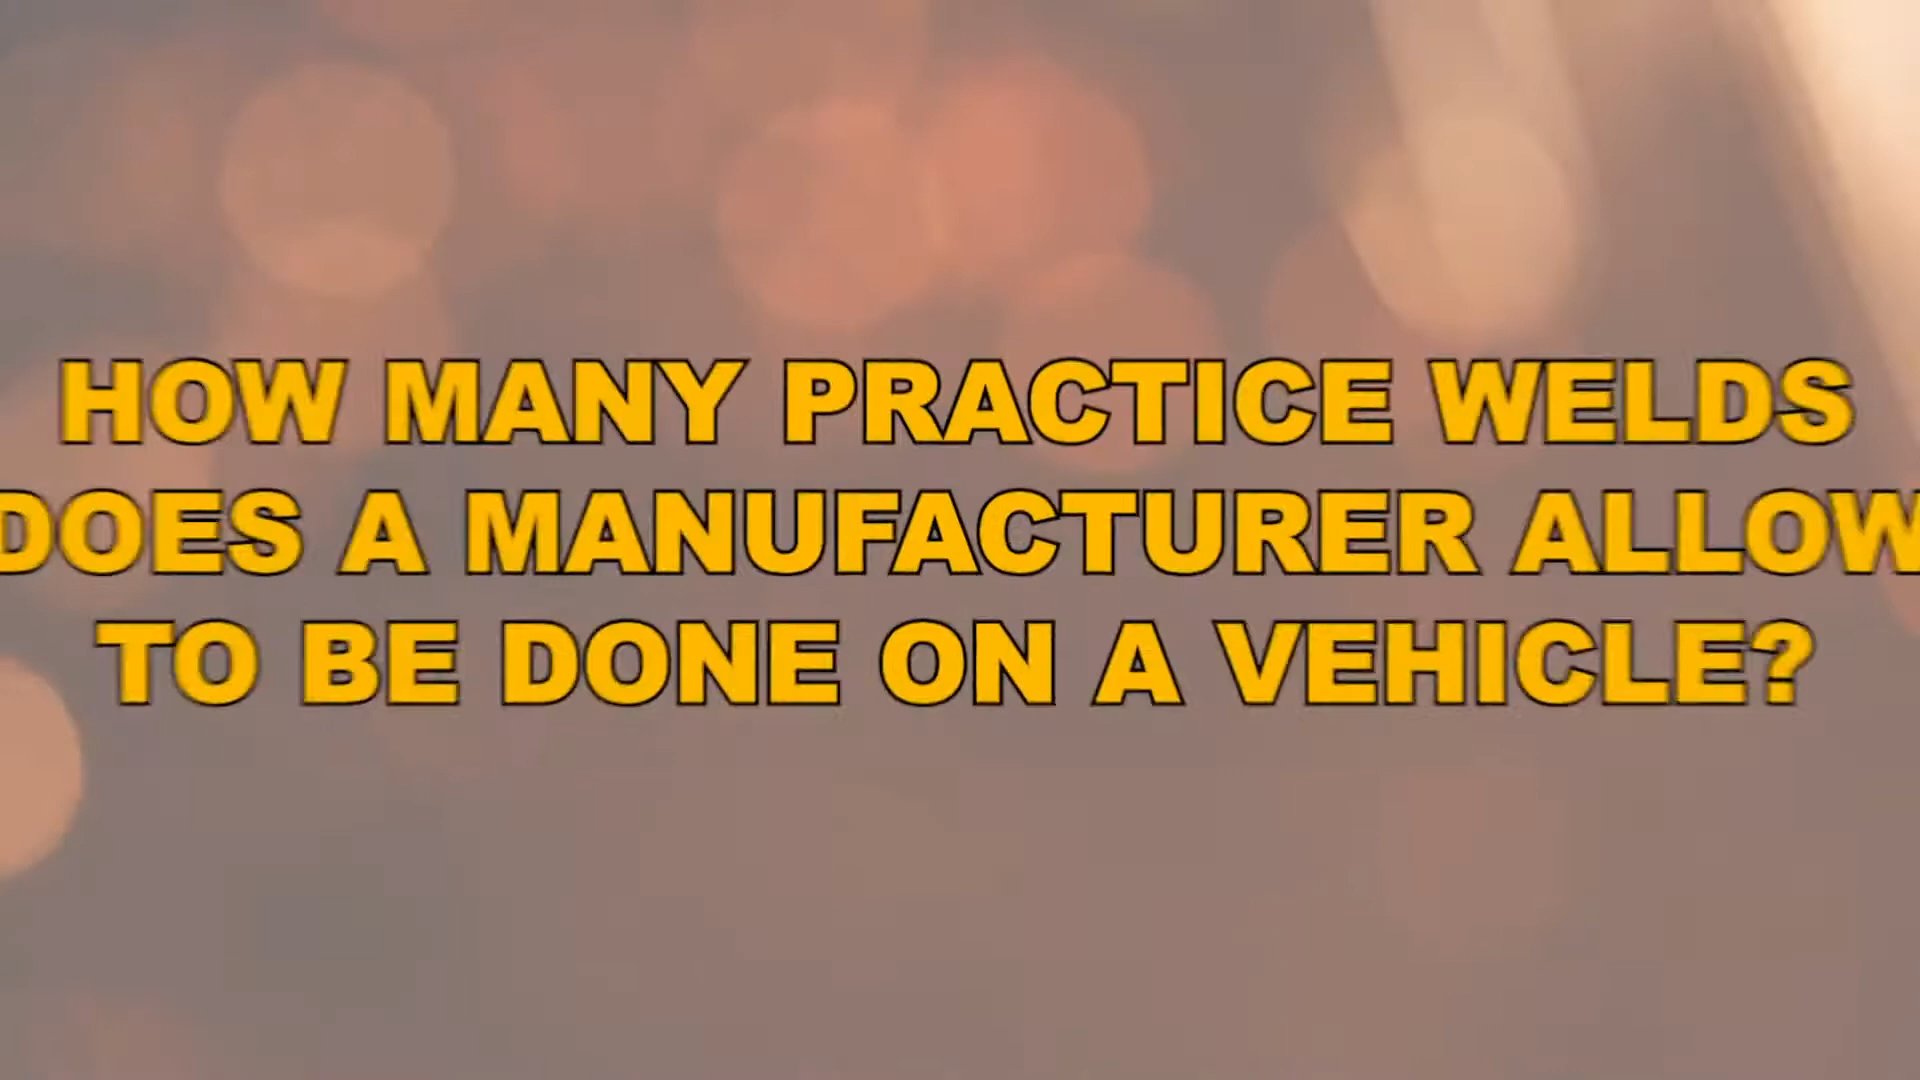 HOW MANY PRACTICE WELDS
DOES A MANUFACTURER ALLOW
TO BE DONE ON A VEHICLE?